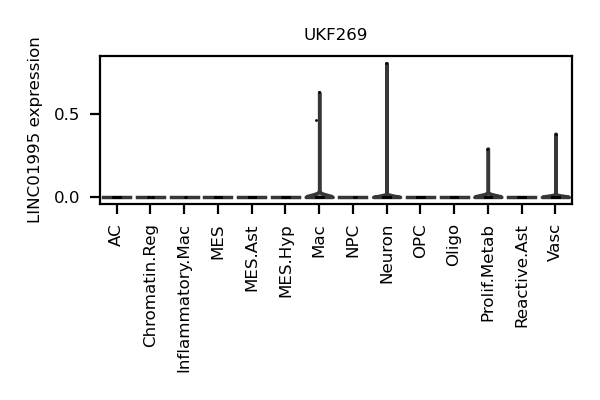 UKF269
LINC01995 expression
0.5
0.0
AC
Chromatin.Reg
Inflammatory.Mac
MES
MES.Ast
MES.Hyp
Mac
NPC
Neuron
OPC
Oligo
Prolif.Metab
Reactive.Ast
Vasc